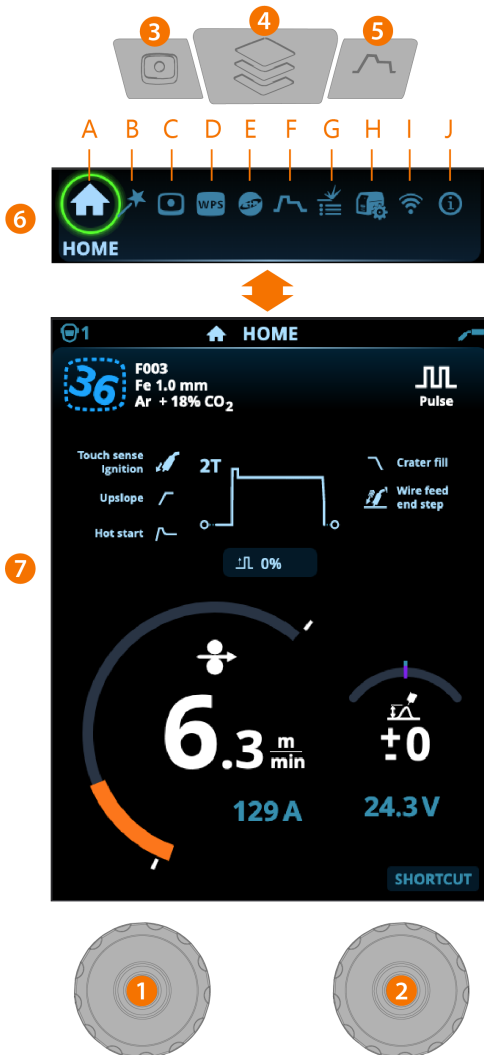 4
3
5
A B C D E F G H I J
WPS
6
HOME
1 HOME
36
F003
Fe 1.0 mm
Ar + 18% CO2
Pulse
Touch sense
Ignition
2T
Upslope
Hot start
Crater fill
Wire feed
end step
0%
7
6.3 m/min
±0
129 A
24.3 V
SHORTCUT
1
2